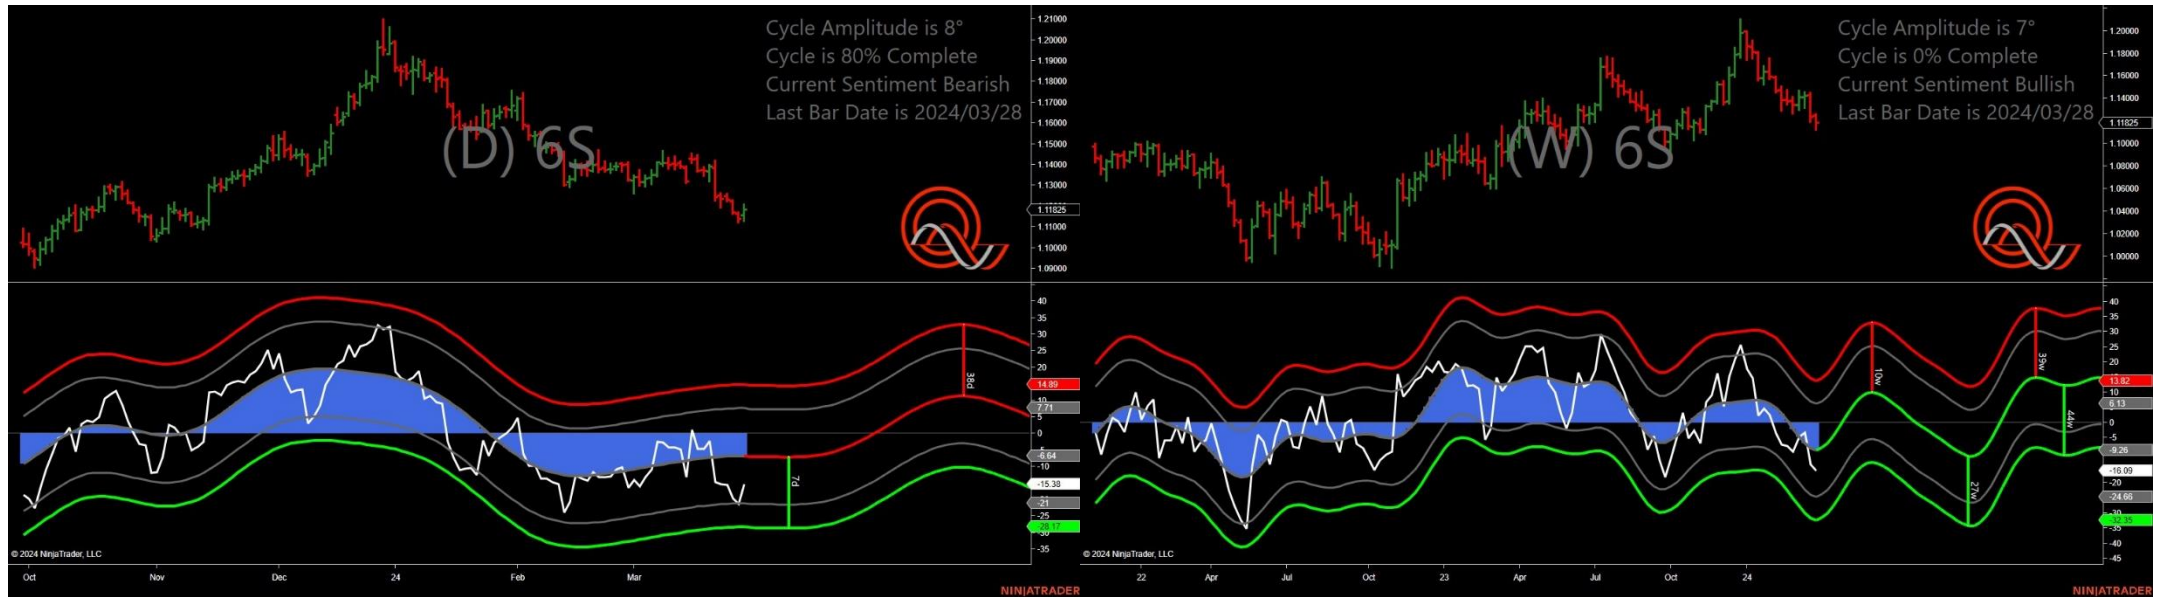 Cycle Amplitude is 8°
Cycle is 80% Complete
Current Sentiment Bearish
Last Bar Date is 2024/03/28
(D) 6S
1.21000
1.20000
1.19000
1.18000
1.17000
1.16000
1.15000
1.14000
1.13000
1.11825
1.11000
1.10000
1.09000
40
35
30
25
20
14.89
10
7.71
5
0
-5
-6.64
-10
-15.38
-21
-25
-28.17
-30
-35
38d
7d
© 2024 NinjaTrader, LLC
Oct
Nov
Dec
24
Feb
Mar
NINJATRADER
Cycle Amplitude is 7°
Cycle is 0% Complete
Current Sentiment Bullish
Last Bar Date is 2024/03/28
(W) 6S
1.20000
1.18000
1.16000
1.14000
1.11825
1.10000
1.08000
1.06000
1.04000
1.02000
1.00000
40
35
30
25
20
13.82
10
6.13
0
-5
-9.26
-16.09
-20
-24.66
-30
-32.35
-35
-40
-45
10w
39w
27w
44w
© 2024 NinjaTrader, LLC
22
Apr
Jul
Oct
23
Apr
Jul
Oct
24
NINJATRADER